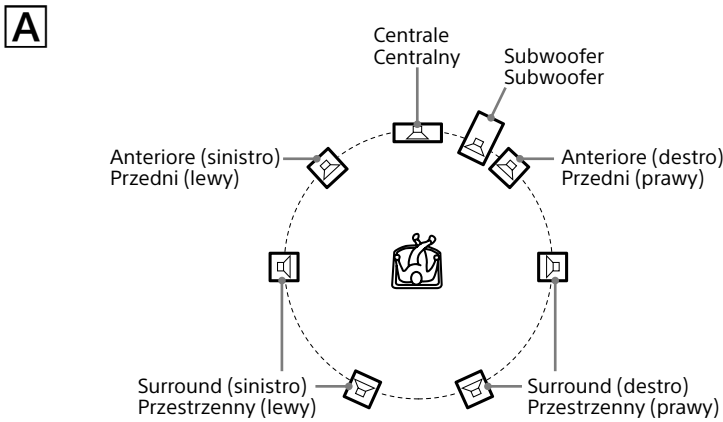 A
Centrale
Centralny
Subwoofer
Subwoofer
Anteriore (sinistro)
Przedni (lewy)
Anteriore (destro)
Przedni (prawy)
Surround (sinistro)
Przestrzenny (lewy)
Surround (destro)
Przestrzenny (prawy)